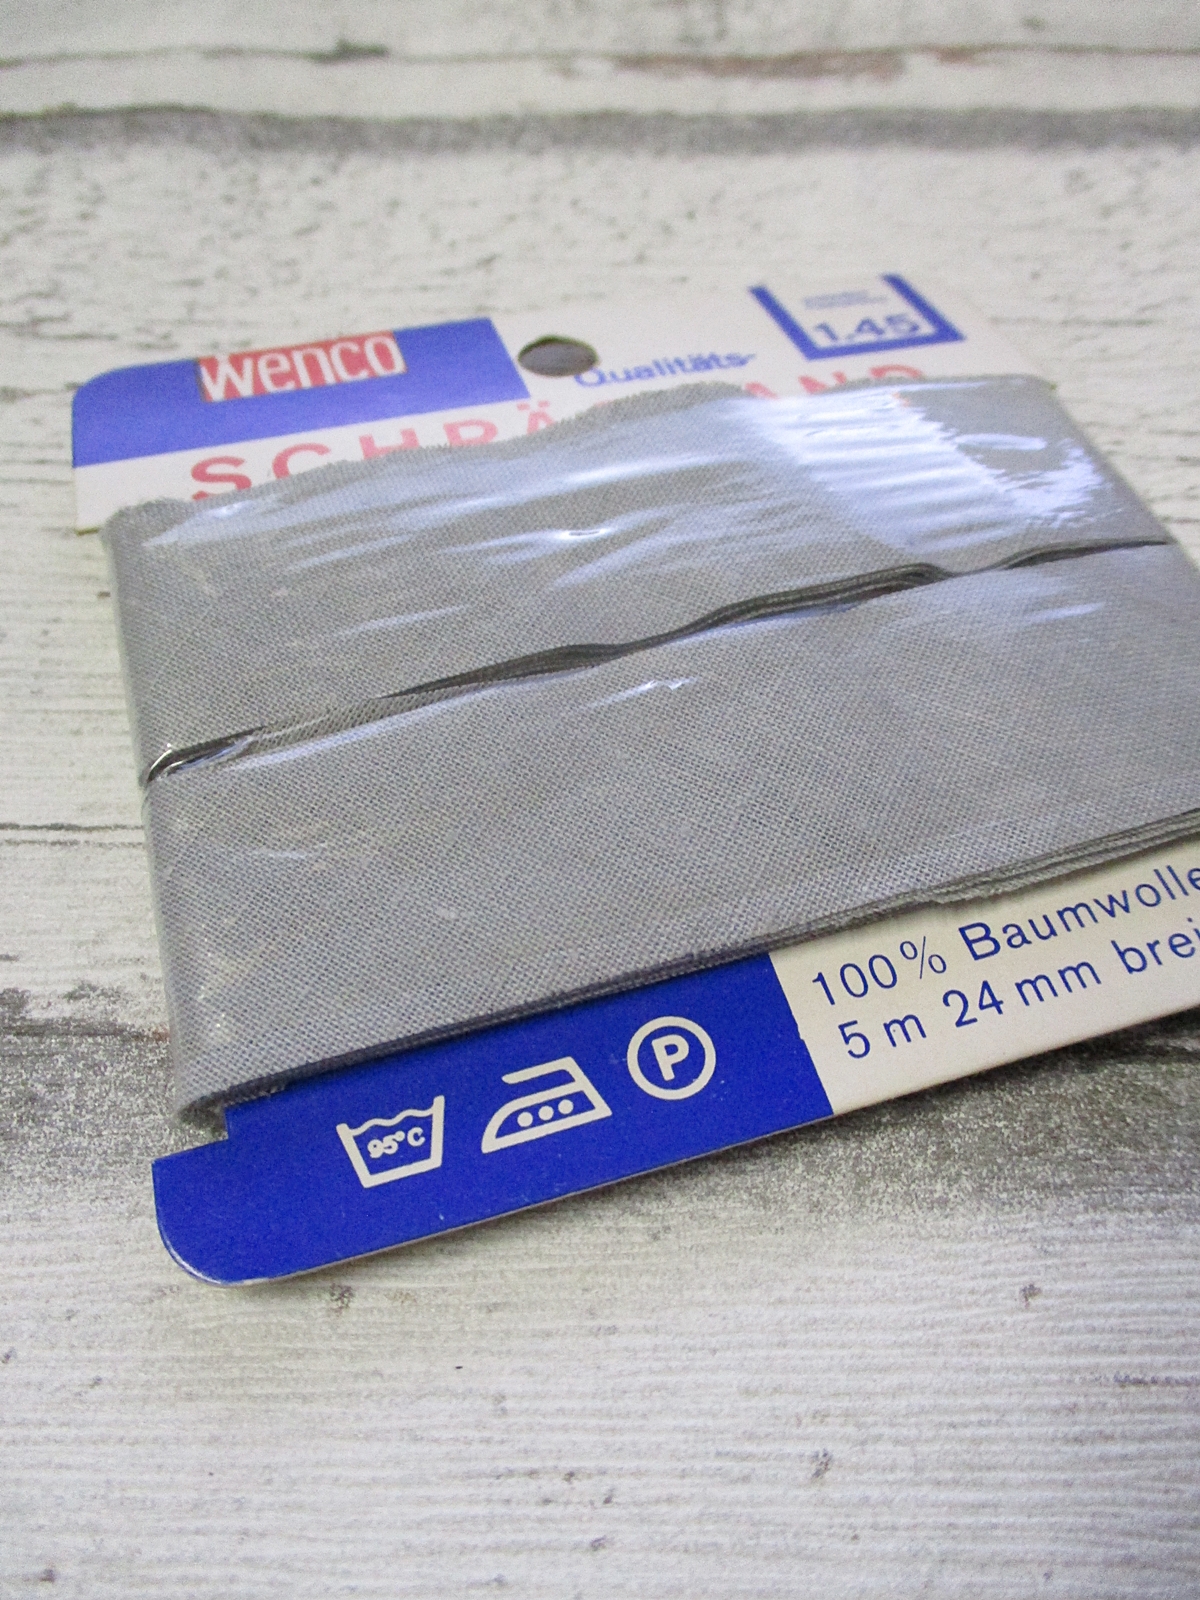 wenco
Qualitäts-
1.45
100% Baumwolle
5 m 24 mm brei
95°C
P